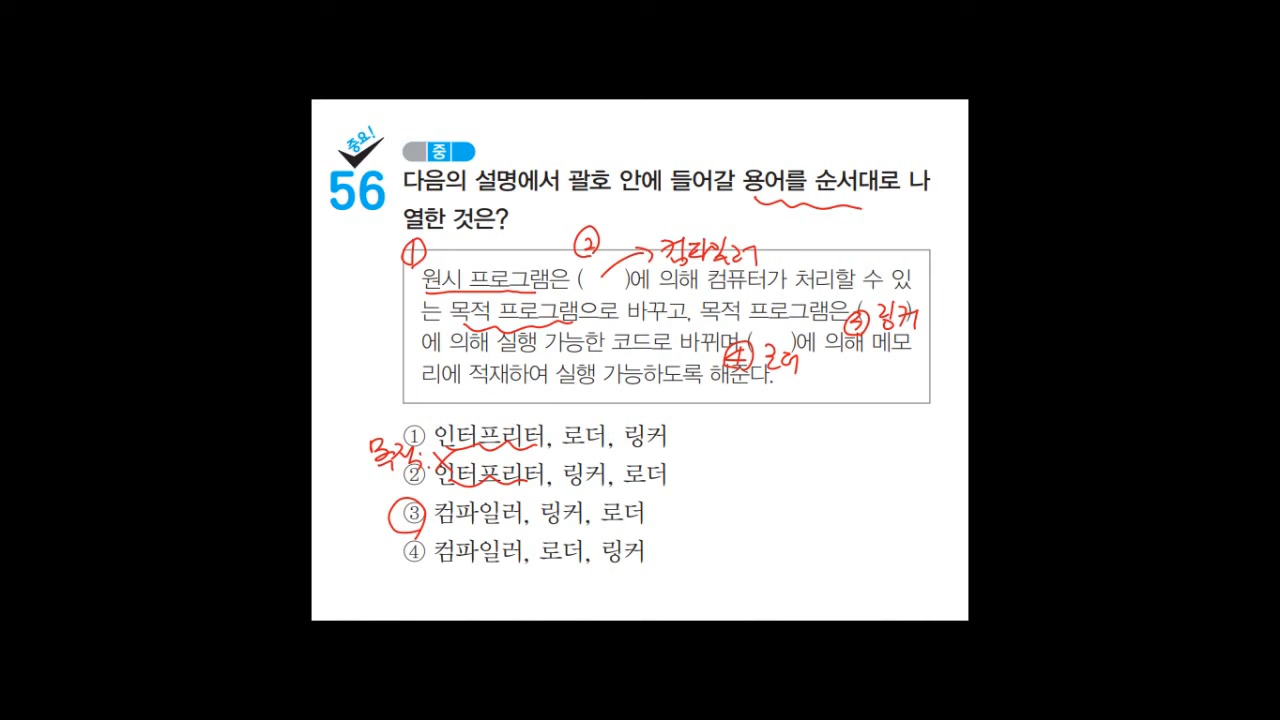 중요!
중
56 다음의 설명에서 괄호 안에 들어갈 용어를 순서대로 나
열한 것은?
① ② 컴파일러
원시 프로그램은 (    )에 의해 컴퓨터가 처리할 수 있
는 목적 프로그램으로 바꾸고, 목적 프로그램은 (    )
③ 링커
에 의해 실행 가능한 코드로 바뀌며 (    )에 의해 메모
④ 로더
리에 적재하여 실행 가능하도록 해준다.
① 인터프리터, 로더, 링커
목적: X
② 인터프리터, 링커, 로더
③ 컴파일러, 링커, 로더
④ 컴파일러, 로더, 링커